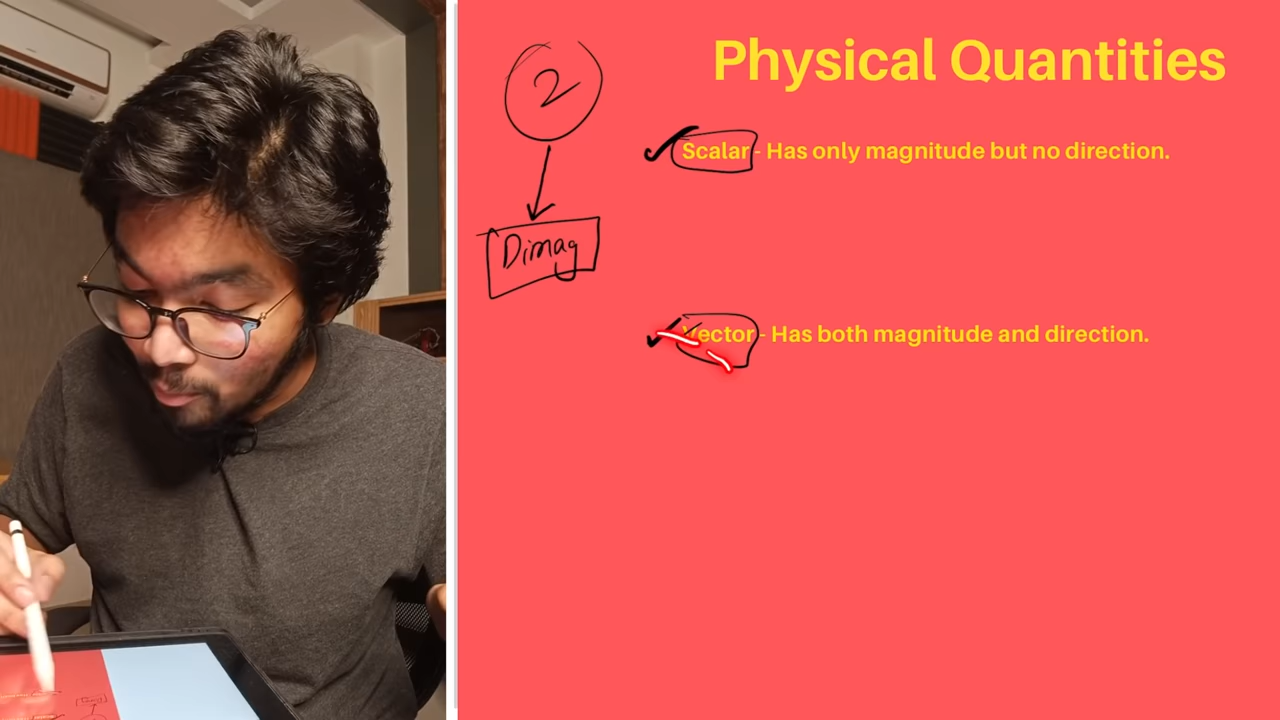 Physical Quantities
2
Scalar - Has only magnitude but no direction.
Dimag
Vector - Has both magnitude and direction.